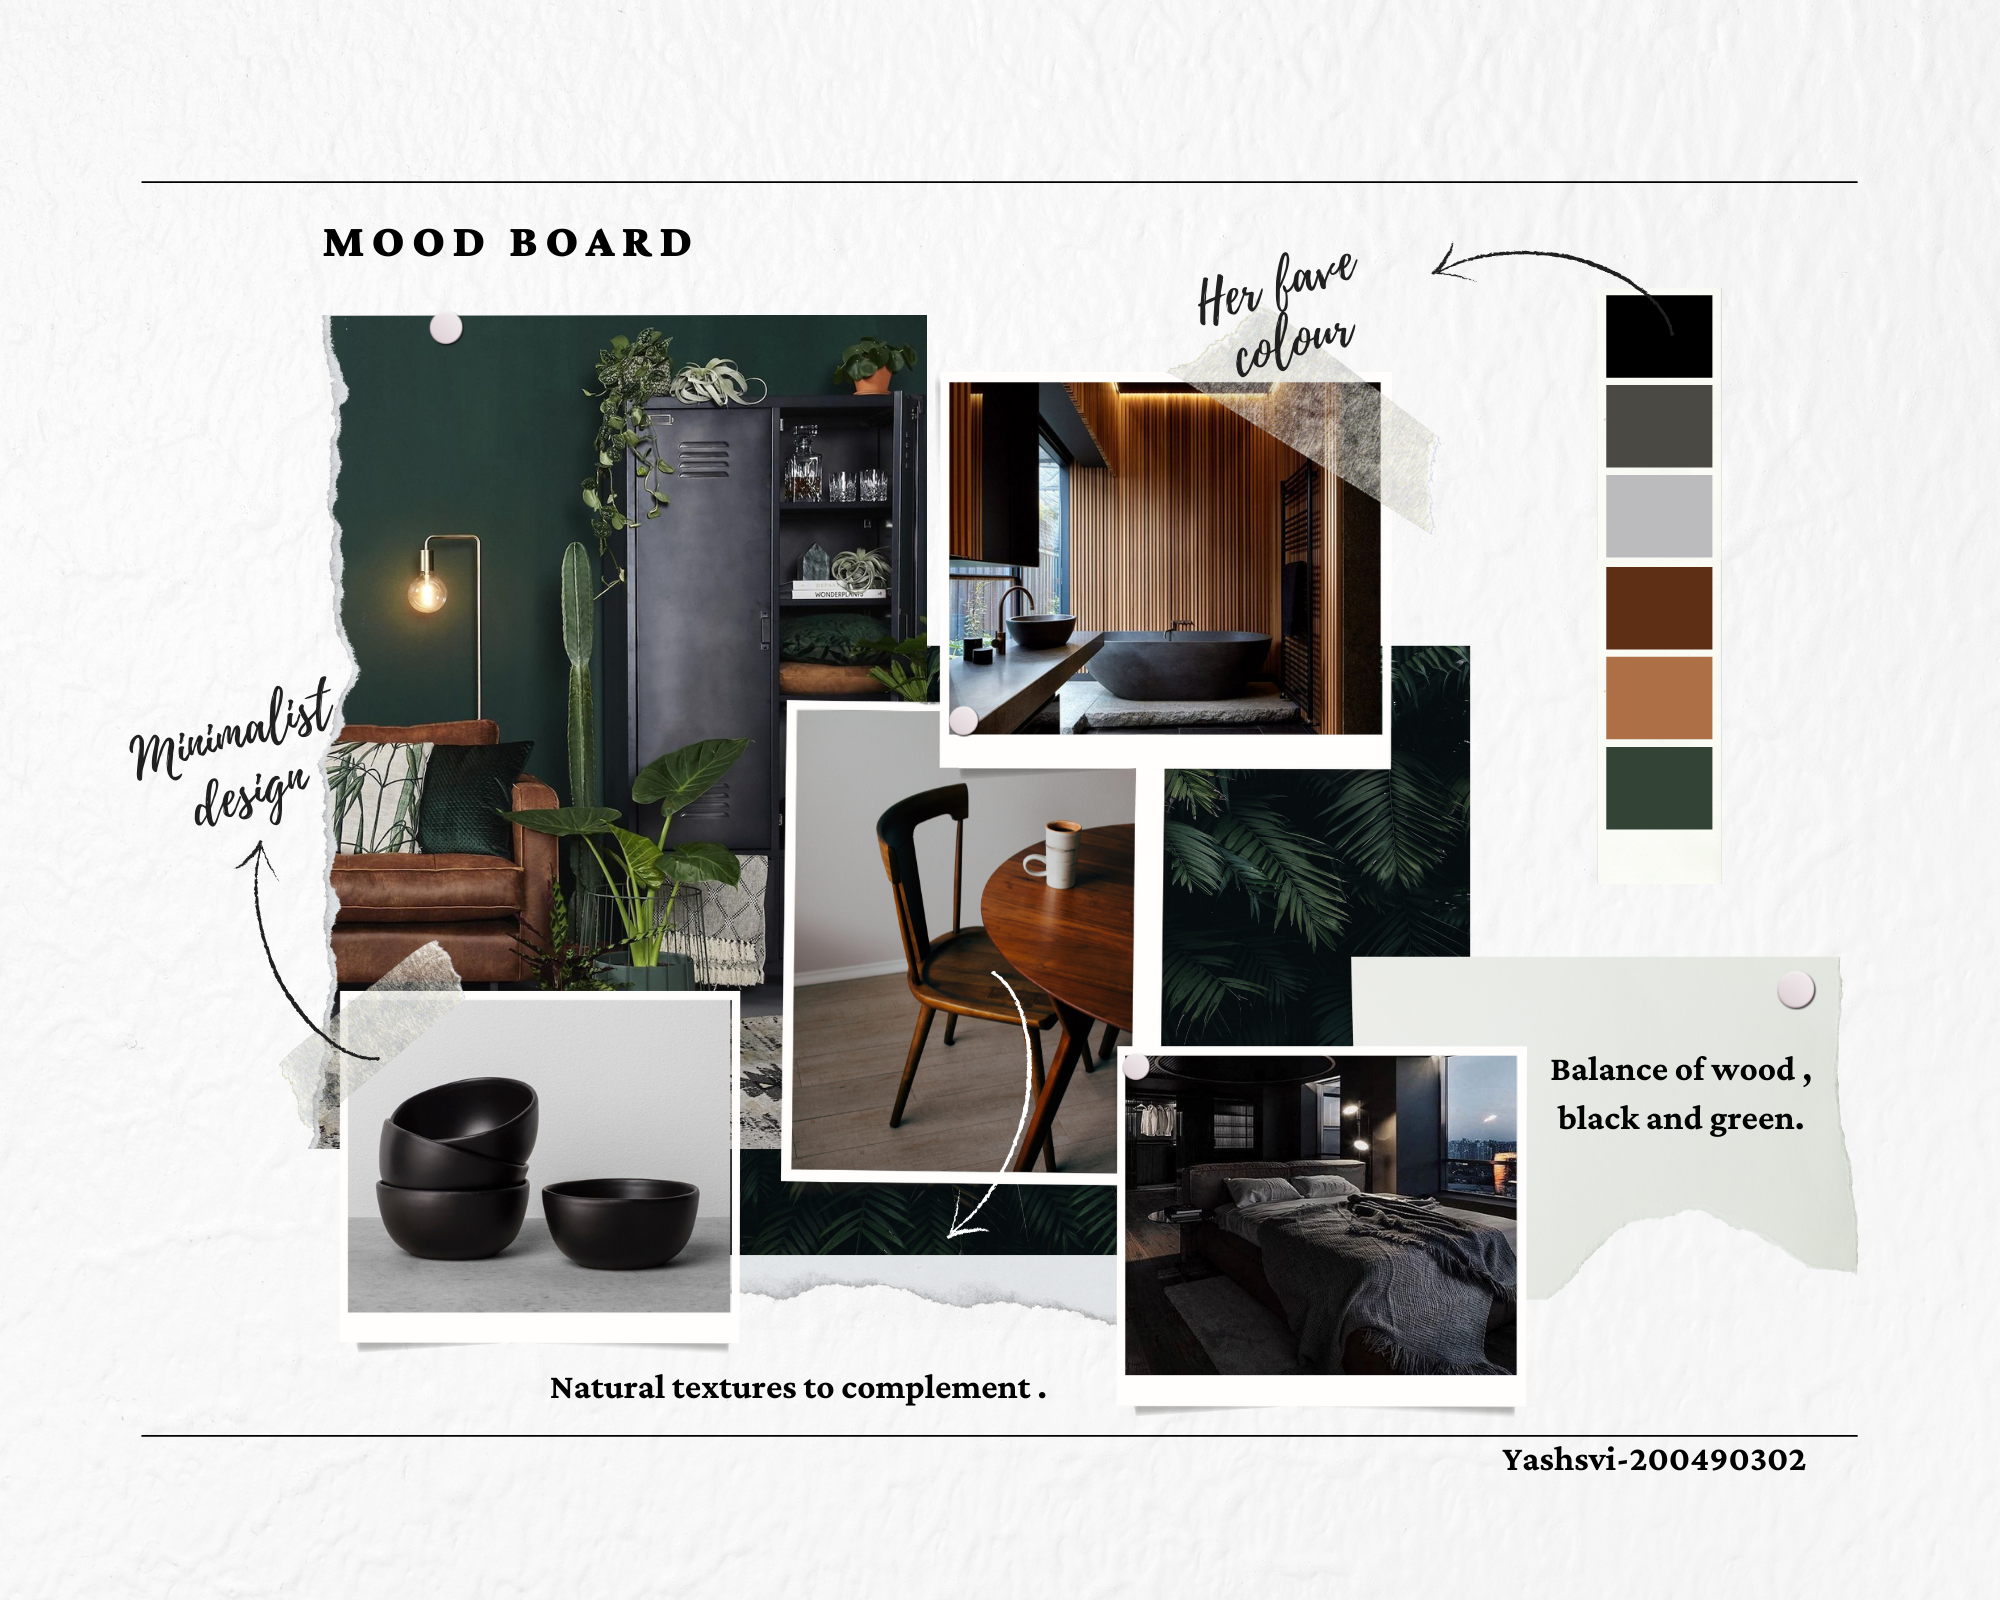 MOOD BOARD
Her fave
colour
WONDERPLANTS
Minimalist
design
Balance of wood ,
black and green.
Natural textures to complement .
Yashsvi-200490302